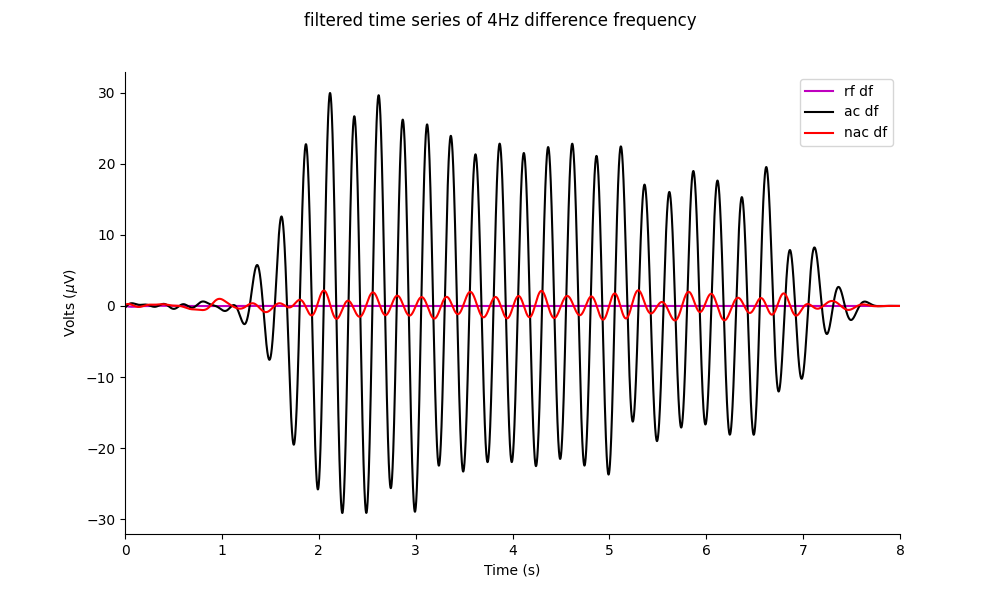 filtered time series of 4Hz difference frequency
30
20
10
0
−10
−20
−30
Volts (μV)
rf df
ac df
nac df
0 1 2 3 4 5 6 7 8
Time (s)